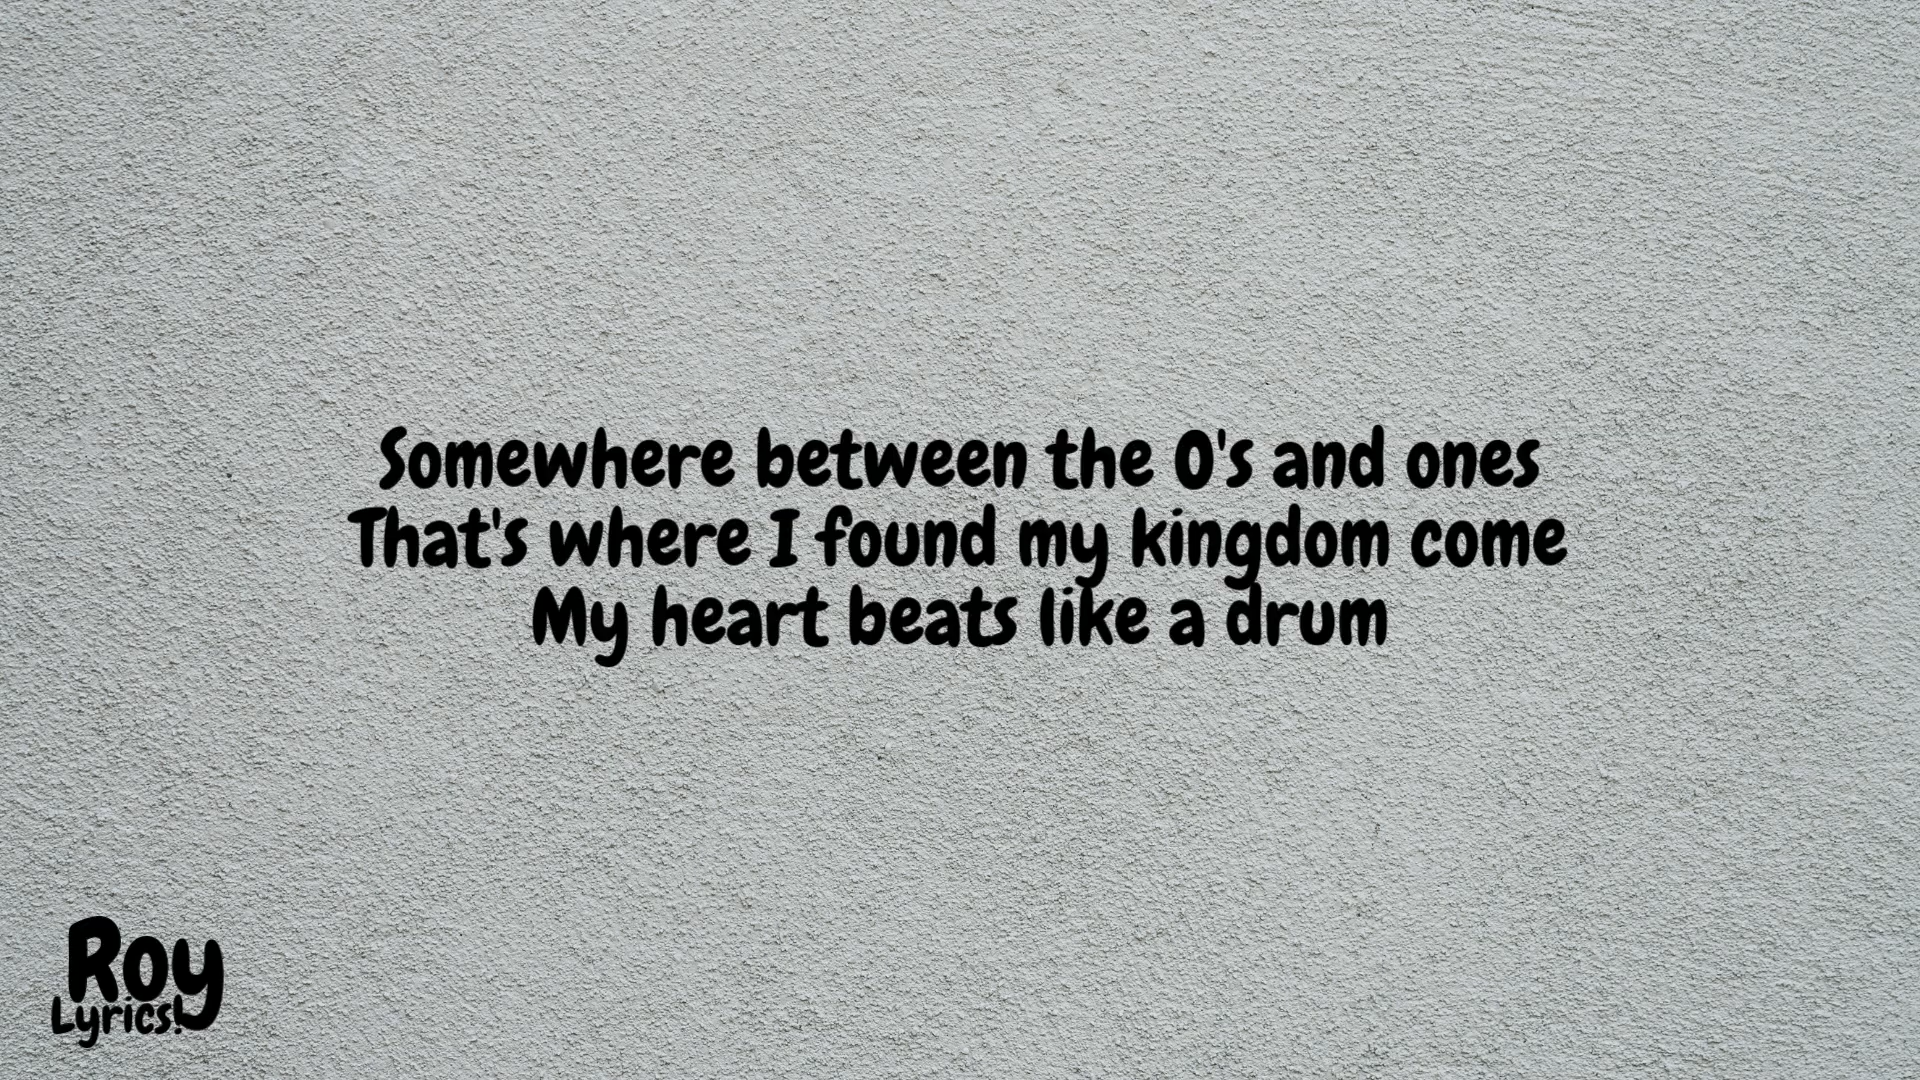 Somewhere between the 0's and ones
That's where I found my kingdom come
My heart beats like a drum
Roy
Lyrics!